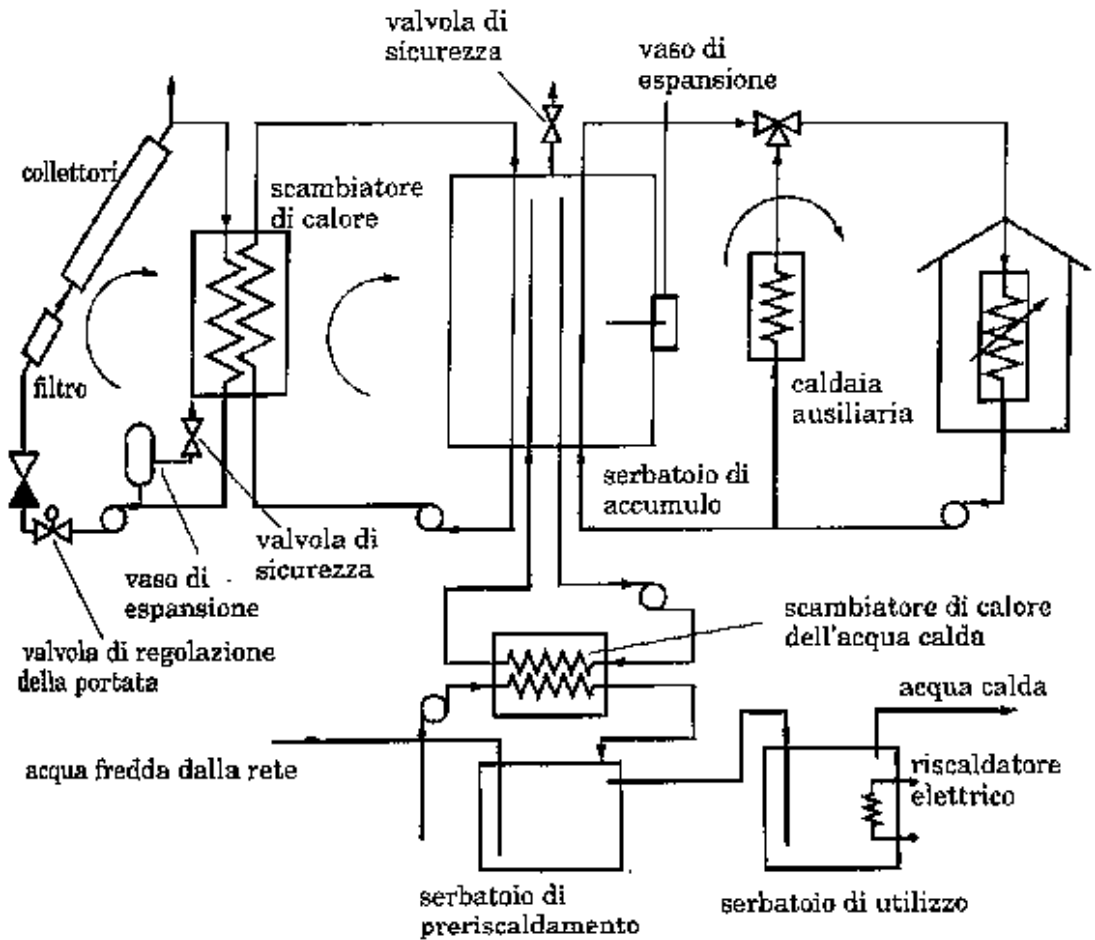 valvola di
sicurezza
vaso di
espansione
collettori
scambiatore
di calore
filtro
caldaia
ausiliaria
serbatoio di
accumulo
valvola di
sicurezza
vaso di
espansione
valvola di regolazione
della portata
scambiatore di calore
dell'acqua calda
acqua calda
acqua fredda dalla rete
riscaldatore
elettrico
serbatoio di
preriscaldamento
serbatoio di utilizzo